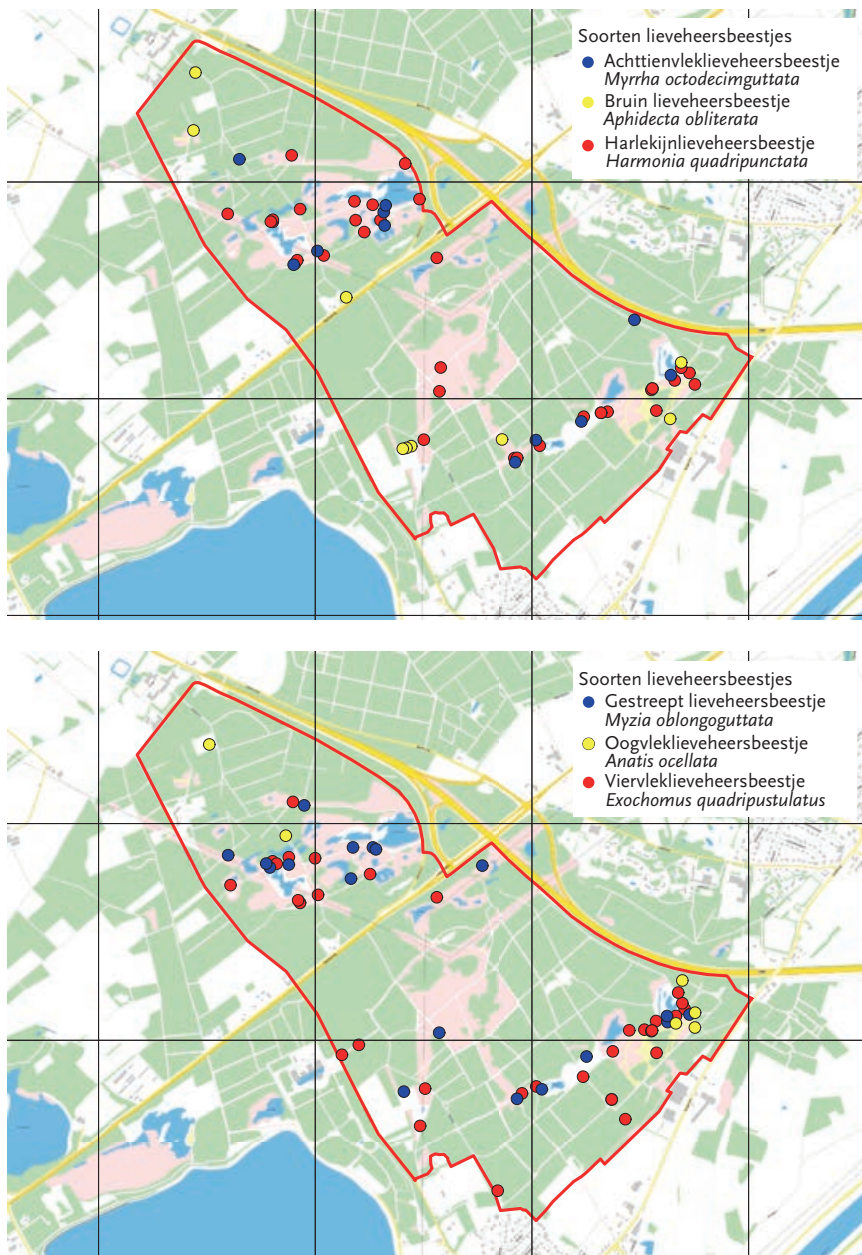 Soorten lieveheersbeestjes
Achttienvleklieveheersbeestje
Myrrha octodecimguttata
Bruin lieveheersbeestje
Aphidecta obliterata
Harlekijnlieveheersbeestje
Harmonia quadripunctata
Soorten lieveheersbeestjes
Gestreept lieveheersbeestje
Myzia oblongoguttata
Oogvleklieveheersbeestje
Anatis ocellata
Viervleklieveheersbeestje
Exochomus quadripustulatus